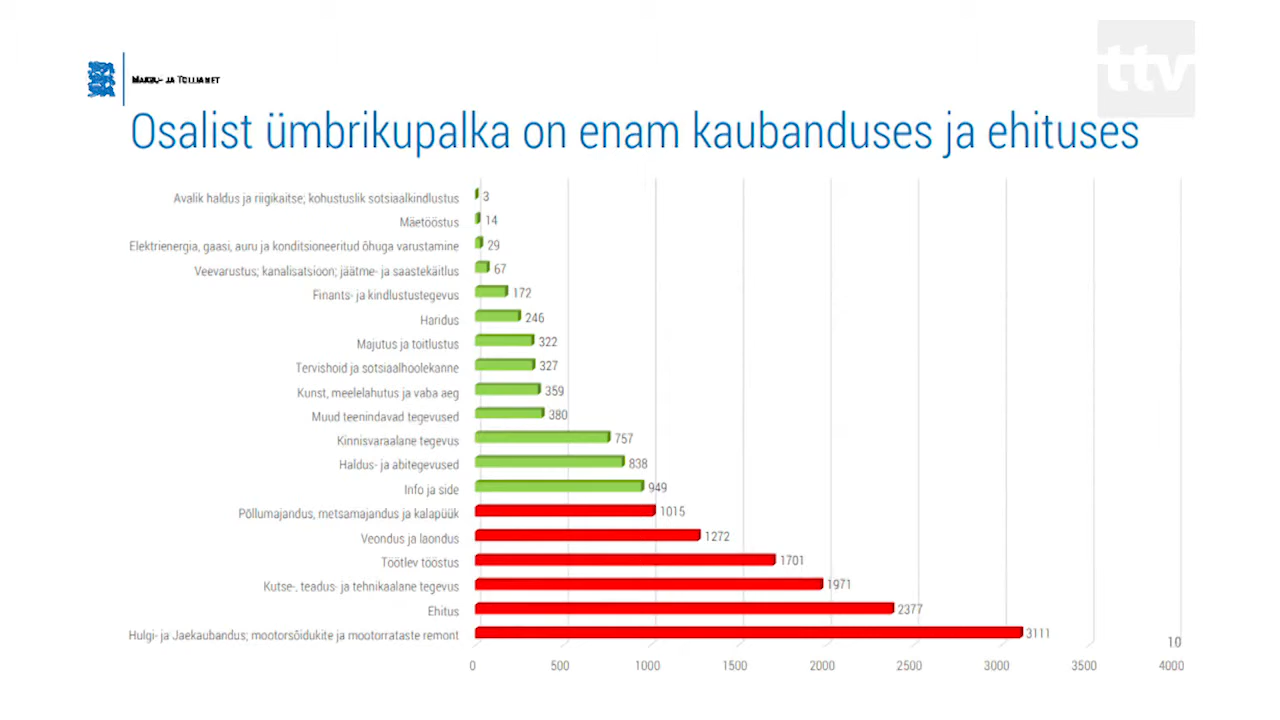 ttv
MAKSU- JA TOLLIAMET
Osalist ümbrikupalka on enam kaubanduses ja ehituses
Avalik haldus ja riigikaitse; kohustuslik sotsiaalkindlustus 3
Mäetööstus 14
Elektrienergia, gaasi, auru ja konditsioneeritud õhuga varustamine 29
Veevarustus; kanalisatsioon; jäätme- ja saastekäitlus 67
Finants- ja kindlustustegevus 172
Haridus 246
Majutus ja toitlustus 322
Tervishoid ja sotsiaalhoolekanne 327
Kunst, meelelahutus ja vaba aeg 359
Muud teenindavad tegevused 380
Kinnisvaraalane tegevus 757
Haldus- ja abitegevused 838
Info ja side 949
Põllumajandus, metsamajandus ja kalapüük 1015
Veondus ja laondus 1272
Töötlev tööstus 1701
Kutse-, teadus- ja tehnikaalane tegevus 1971
Ehitus 2377
Hulgi- ja Jaekaubandus; mootorsõidukite ja mootorrataste remont 3111
10
0 500 1000 1500 2000 2500 3000 3500 4000